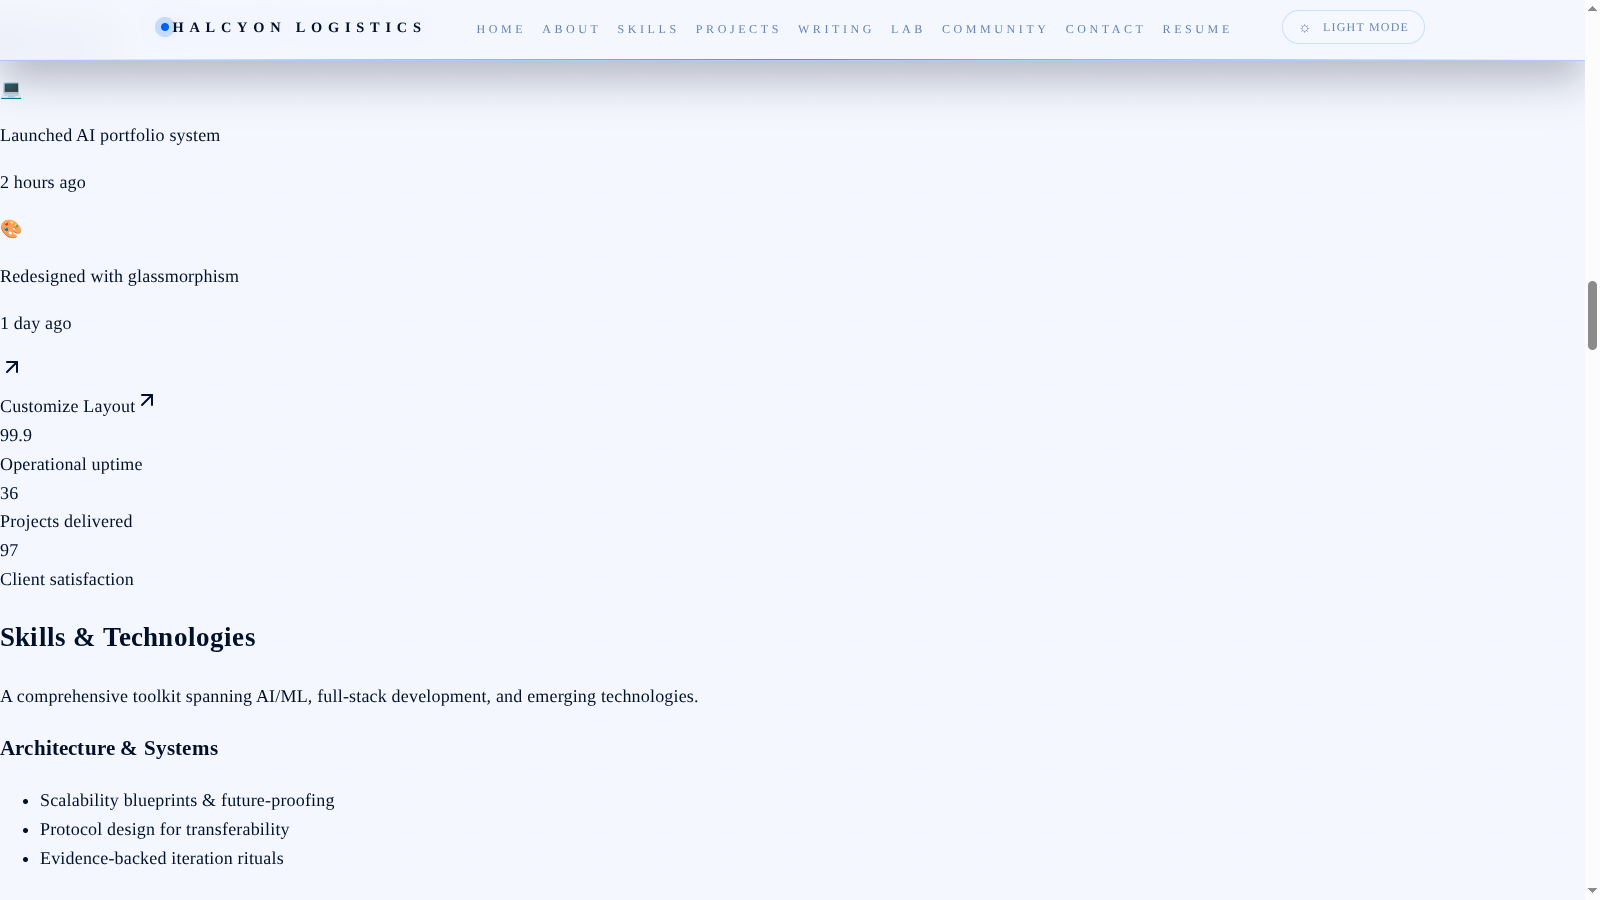 HALCYON LOGISTICS
HOME ABOUT SKILLS PROJECTS WRITING LAB COMMUNITY CONTACT RESUME
LIGHT MODE
Launched AI portfolio system
2 hours ago
Redesigned with glassmorphism
1 day ago
Customize Layout
99.9
Operational uptime
36
Projects delivered
97
Client satisfaction
Skills & Technologies
A comprehensive toolkit spanning AI/ML, full-stack development, and emerging technologies.
Architecture & Systems
Scalability blueprints & future-proofing
Protocol design for transferability
Evidence-backed iteration rituals